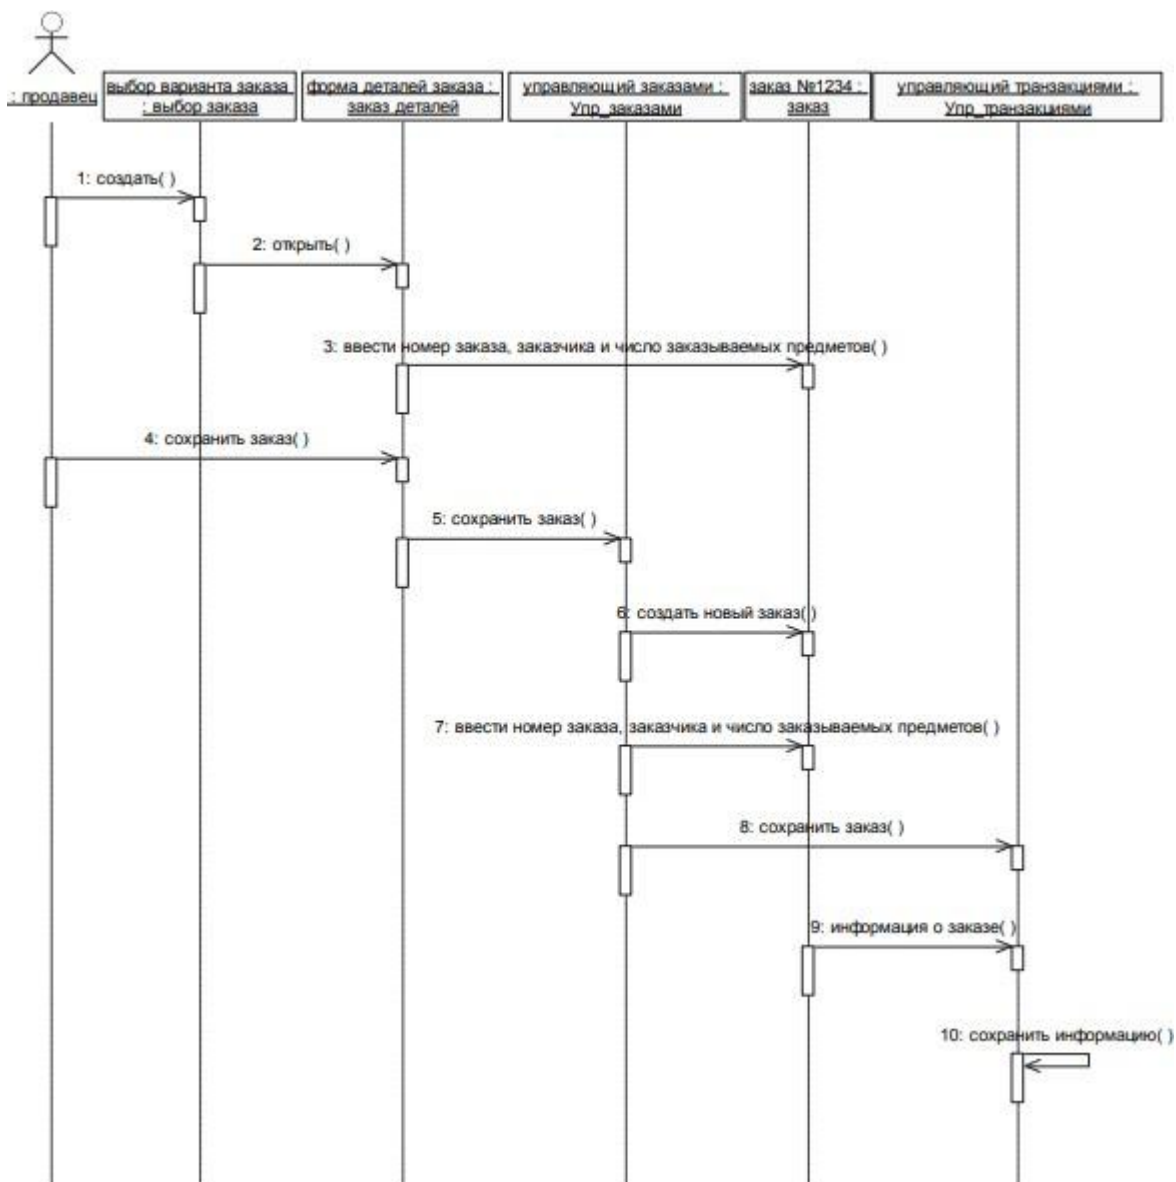 : продавец
выбор варианта заказа
: выбор заказа
форма деталей заказа :
заказ деталей
управляющий заказами :
Упр_заказами
заказ №1234 :
заказ
управляющий транзакциями :
Упр_транзакциями
1: создать( )
2: открыть( )
3: ввести номер заказа, заказчика и число заказываемых предметов( )
4: сохранить заказ( )
5: сохранить заказ( )
6: создать новый заказ( )
7: ввести номер заказа, заказчика и число заказываемых предметов( )
8: сохранить заказ( )
9: информация о заказе( )
10: сохранить информацию( )